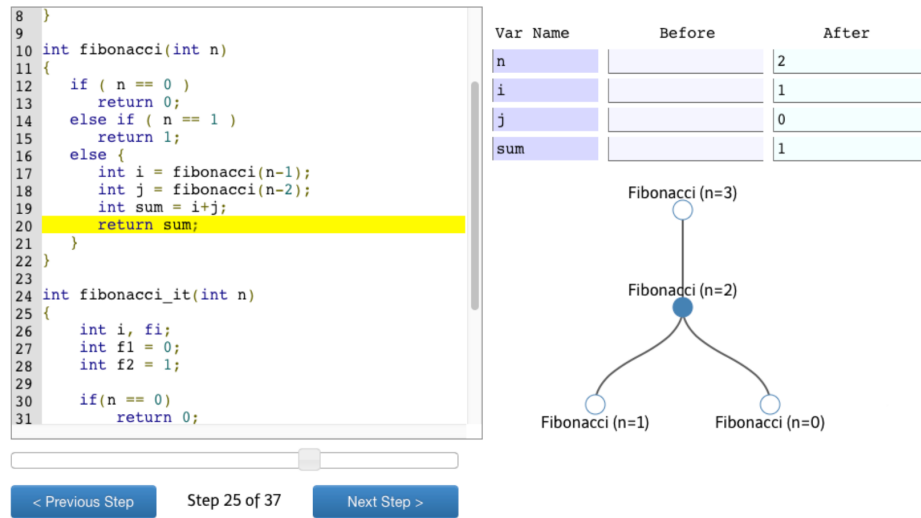 8 }
9
10 int fibonacci(int n)
11 {
12 if ( n == 0 )
13 return 0;
14 else if ( n == 1 )
15 return 1;
16 else {
17 int i = fibonacci(n-1);
18 int j = fibonacci(n-2);
19 int sum = i+j;
20 return sum;
21 }
22 }
23
24 int fibonacci_it(int n)
25 {
26 int i, fi;
27 int f1 = 0;
28 int f2 = 1;
29
30 if(n == 0)
31 return 0;
< Previous Step Step 25 of 37 Next Step >
Var Name Before After
n 2
i 1
j 0
sum 1
Fibonacci (n=3)
Fibonacci (n=2)
Fibonacci (n=1) Fibonacci (n=0)